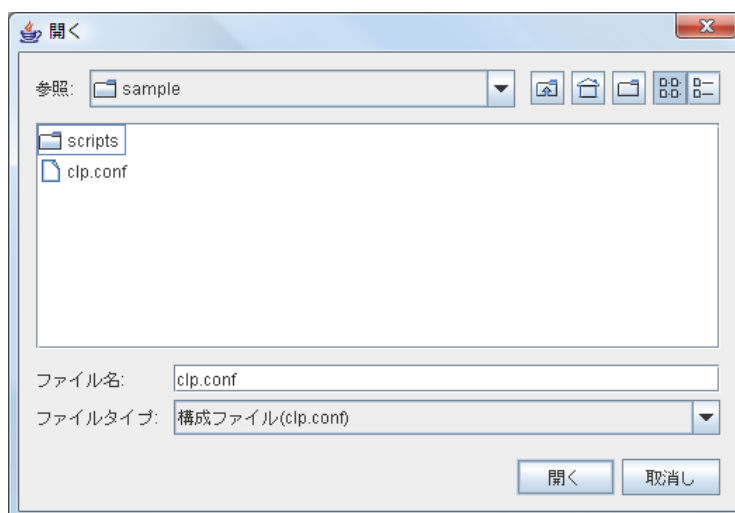 開く
参照: sample
scripts
clp.conf
ファイル名: clp.conf
ファイルタイプ: 構成ファイル(clp.conf)
開く 取消し